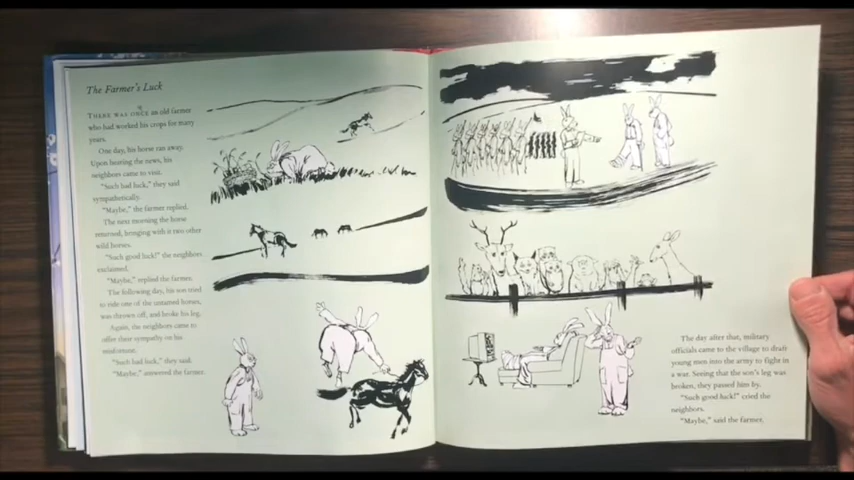 The Farmer's Luck
THERE WAS ONCE an old farmer
who had worked his crops for many
years.
One day, his horse ran away.
Upon hearing the news, his
neighbors came to visit.
"Such bad luck," they said
sympathetically.
"Maybe," the farmer replied.
The next morning the horse
returned, bringing with it two other
wild horses.
"Such good luck!" the neighbors
exclaimed.
"Maybe," replied the farmer.
The following day, his son tried
to ride one of the untamed horses,
was thrown off, and broke his leg.
Again, the neighbors came to
offer their sympathy on his
misfortune.
"Such bad luck," they said.
"Maybe," answered the farmer.
The day after that, military
officials came to the village to draft
young men into the army to fight in
a war. Seeing that the son's leg was
broken, they passed him by.
"Such good luck!" cried the
neighbors.
"Maybe," said the farmer.